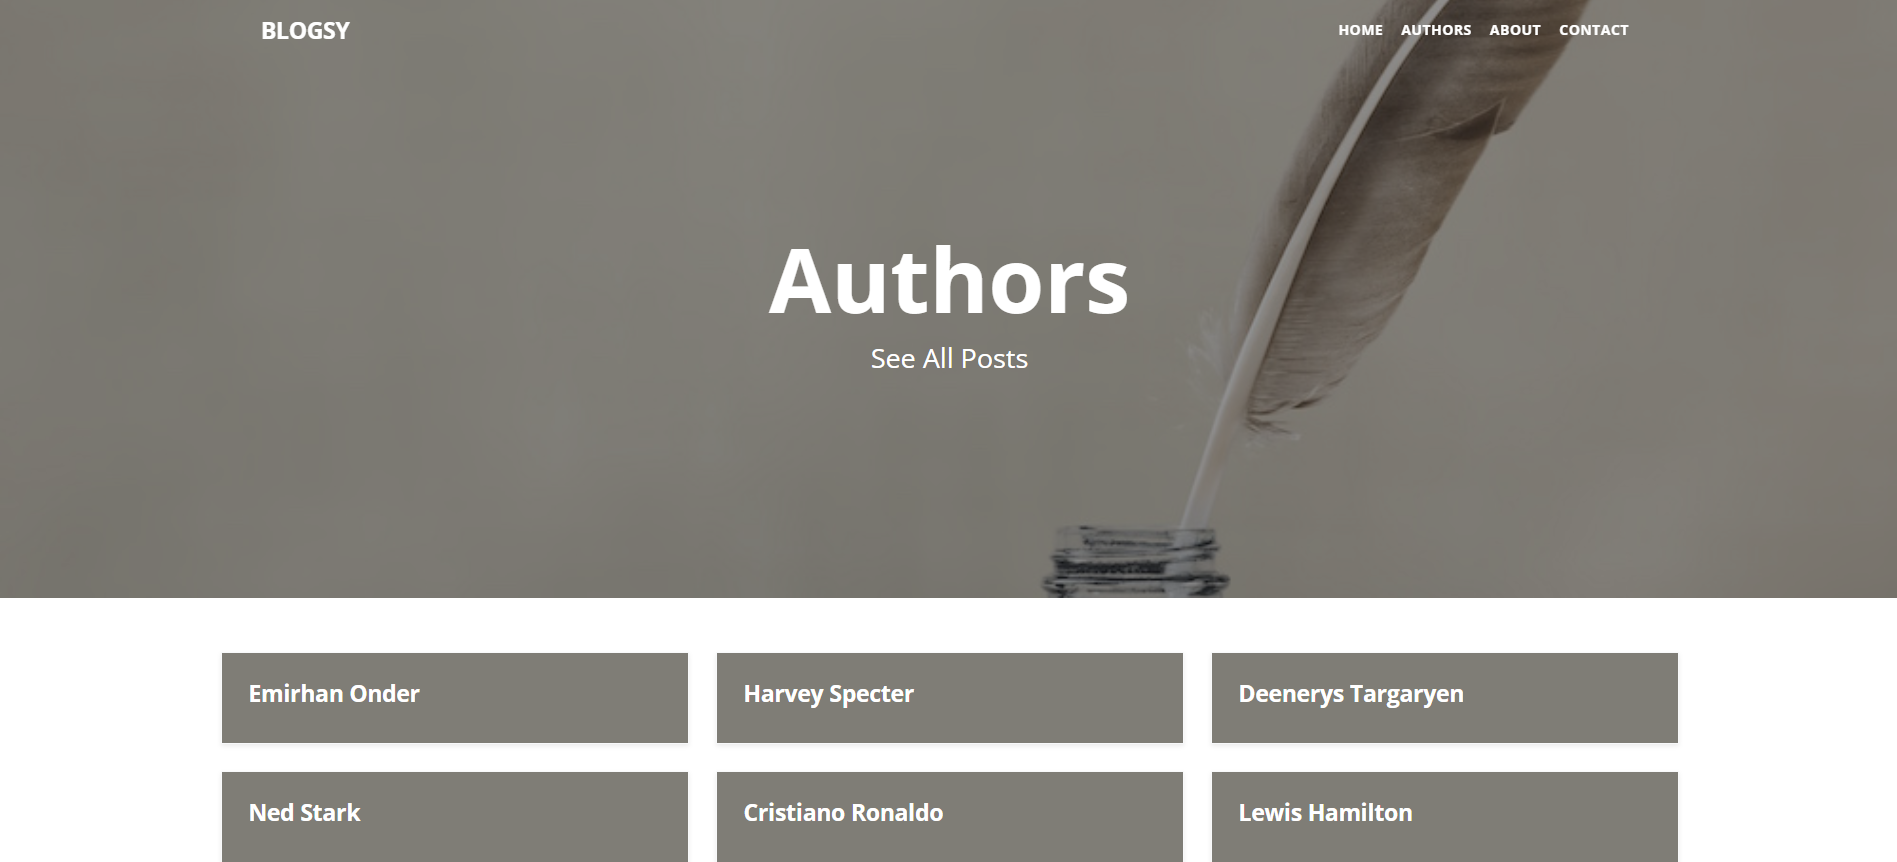 BLOGSY
HOME AUTHORS ABOUT CONTACT
Authors
See All Posts
Emirhan Onder
Harvey Specter
Deenerys Targaryen
Ned Stark
Cristiano Ronaldo
Lewis Hamilton